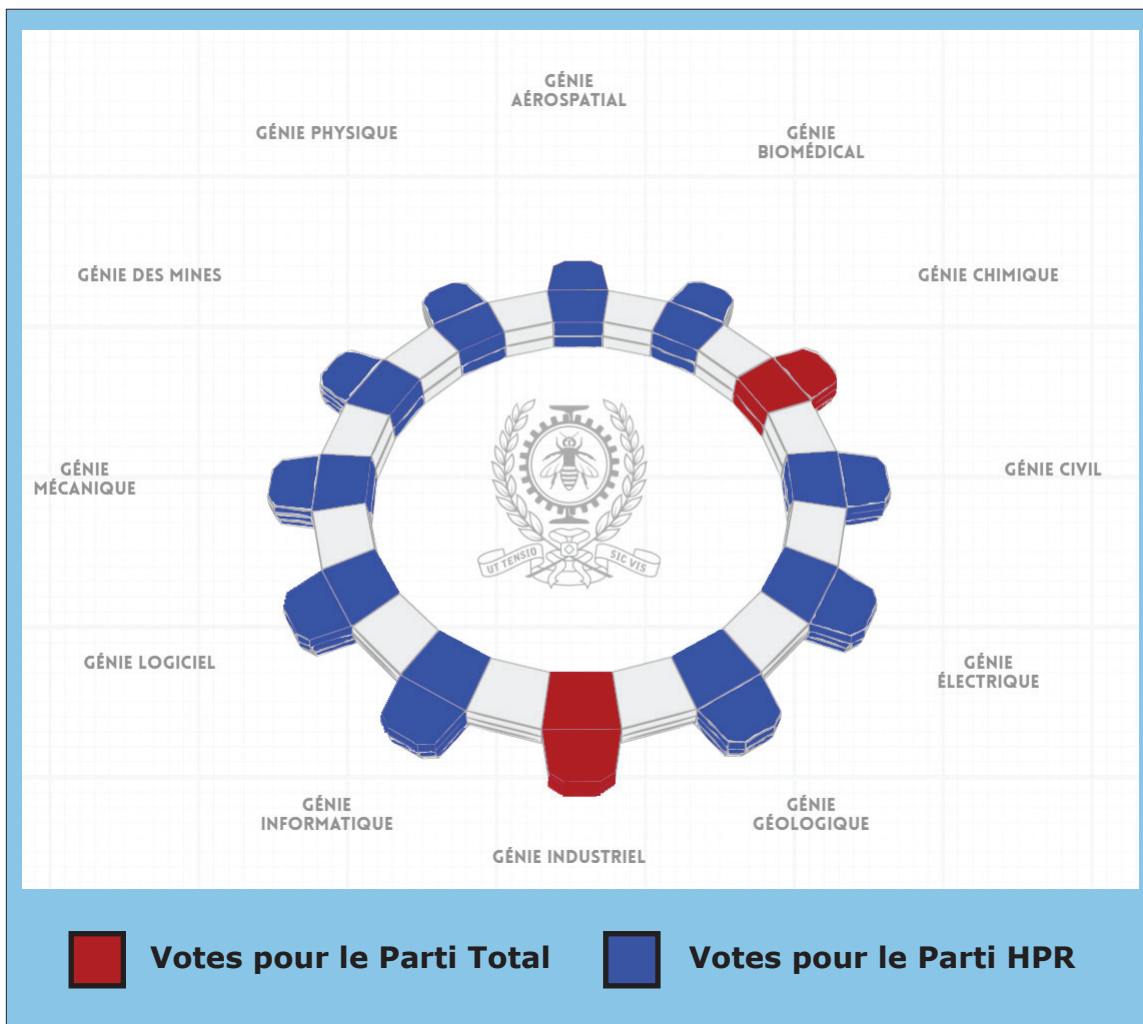 GÉNIE
AÉROSPATIAL
GÉNIE PHYSIQUE
GÉNIE
BIOMÉDICAL
GÉNIE DES MINES
GÉNIE CHIMIQUE
GÉNIE
MÉCANIQUE
GÉNIE CIVIL
UT TENSIO
SIC VIS
GÉNIE LOGICIEL
GÉNIE
ÉLECTRIQUE
GÉNIE
INFORMATIQUE
GÉNIE
GÉOLOGIQUE
GÉNIE INDUSTRIEL
Votes pour le Parti Total
Votes pour le Parti HPR